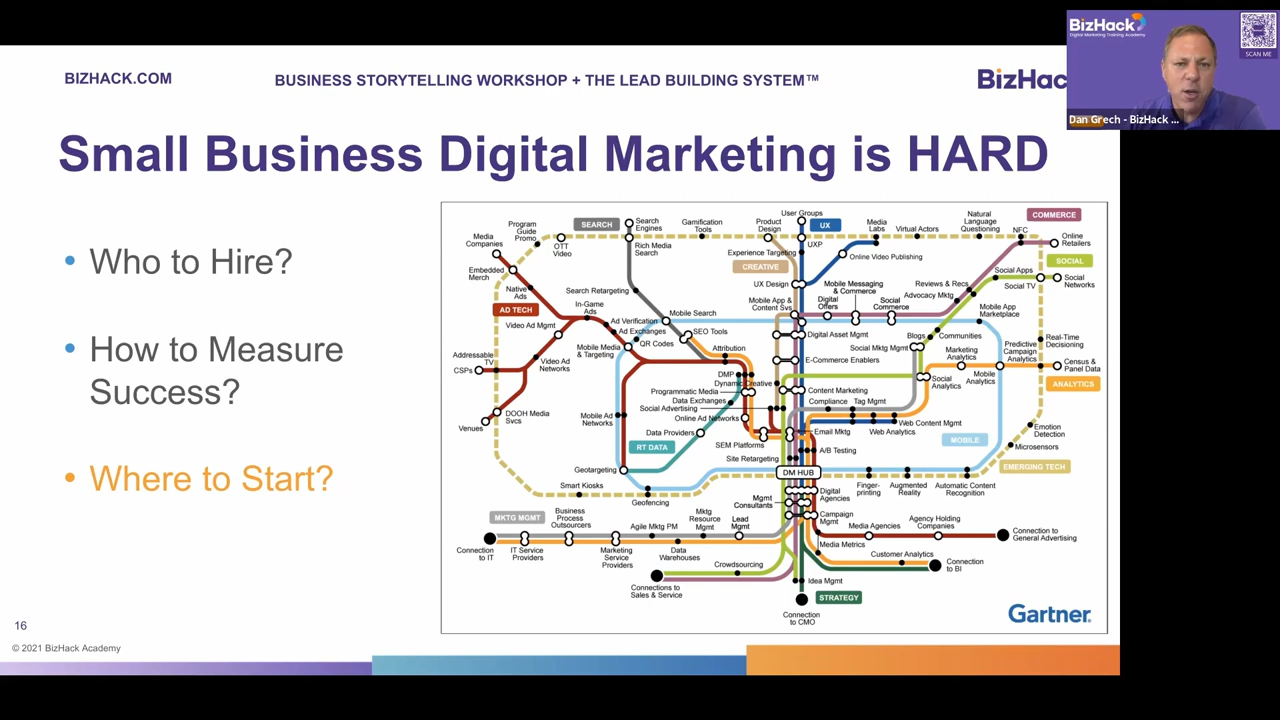 BIZHACK.COM
BUSINESS STORYTELLING WORKSHOP + THE LEAD BUILDING SYSTEM™
BizHac
BizHack
Digital Marketing Training Academy
SCAN ME
Dan Grech - BizHack ...
Small Business Digital Marketing is HARD
• Who to Hire?
• How to Measure
Success?
• Where to Start?
User Groups
SEARCH
UX
COMMERCE
Media
Companies
Program
Guide
Promo
OTT
Video
Search
Engines
Rich Media
Search
Gamification
Tools
Product
Design
Experience Targeting
UXP
Media
Labs
Virtual Actors
Natural
Language
Questioning
NFC
Online
Retailers
Online Video Publishing
CREATIVE
SOCIAL
Embedded
Merch
Native
Ads
Search Retargeting
UX Design
Mobile Messaging
& Commerce
Reviews & Recs
Social Apps
Social TV
Social
Networks
AD TECH
In-Game
Ads
Mobile App &
Content Svs
Digital
Offers
Social
Commerce
Advocacy Mktg
Mobile App
Marketplace
Video Ad Mgmt
Ad Verification
Ad Exchanges
QR Codes
Mobile Search
SEO Tools
Digital Asset Mgmt
Blogs
Communities
Real-Time
Decisioning
Addressable
TV
CSPs
Video Ad
Networks
Mobile Media
& Targeting
Attribution
E-Commerce Enablers
Social Mktg Mgmt
Marketing
Analytics
Predictive
Campaign
Analytics
Census &
Panel Data
DMP
Dynamic Creative
Programmatic Media
Data Exchanges
Social Advertising
Online Ad Networks
Content Marketing
Social
Analytics
Mobile
Analytics
ANALYTICS
Venues
DOOH Media
Svcs
Mobile Ad
Networks
Data Providers
Compliance
Tag Mgmt
Web Content Mgmt
Email Mktg
Web Analytics
Emotion
Detection
RT DATA
SEM Platforms
Site Retargeting
A/B Testing
MOBILE
Microsensors
EMERGING TECH
Geotargeting
DM HUB
Smart Kiosks
Geofencing
Mgmt
Consultants
Digital
Agencies
Finger-
printing
Augmented
Reality
Automatic Content
Recognition
MKTG MGMT
Business
Process
Outsourcers
Agile Mktg PM
Mktg
Resource
Mgmt
Lead
Mgmt
Campaign
Mgmt
Media Agencies
Agency Holding
Companies
Connection to
General Advertising
Connection
to IT
IT Service
Providers
Marketing
Service
Providers
Data
Warehouses
Media Metrics
Customer Analytics
Connection
to BI
Crowdsourcing
Connections to
Sales & Service
Idea Mgmt
STRATEGY
Connection
to CMO
Gartner.
16
© 2021 BizHack Academy